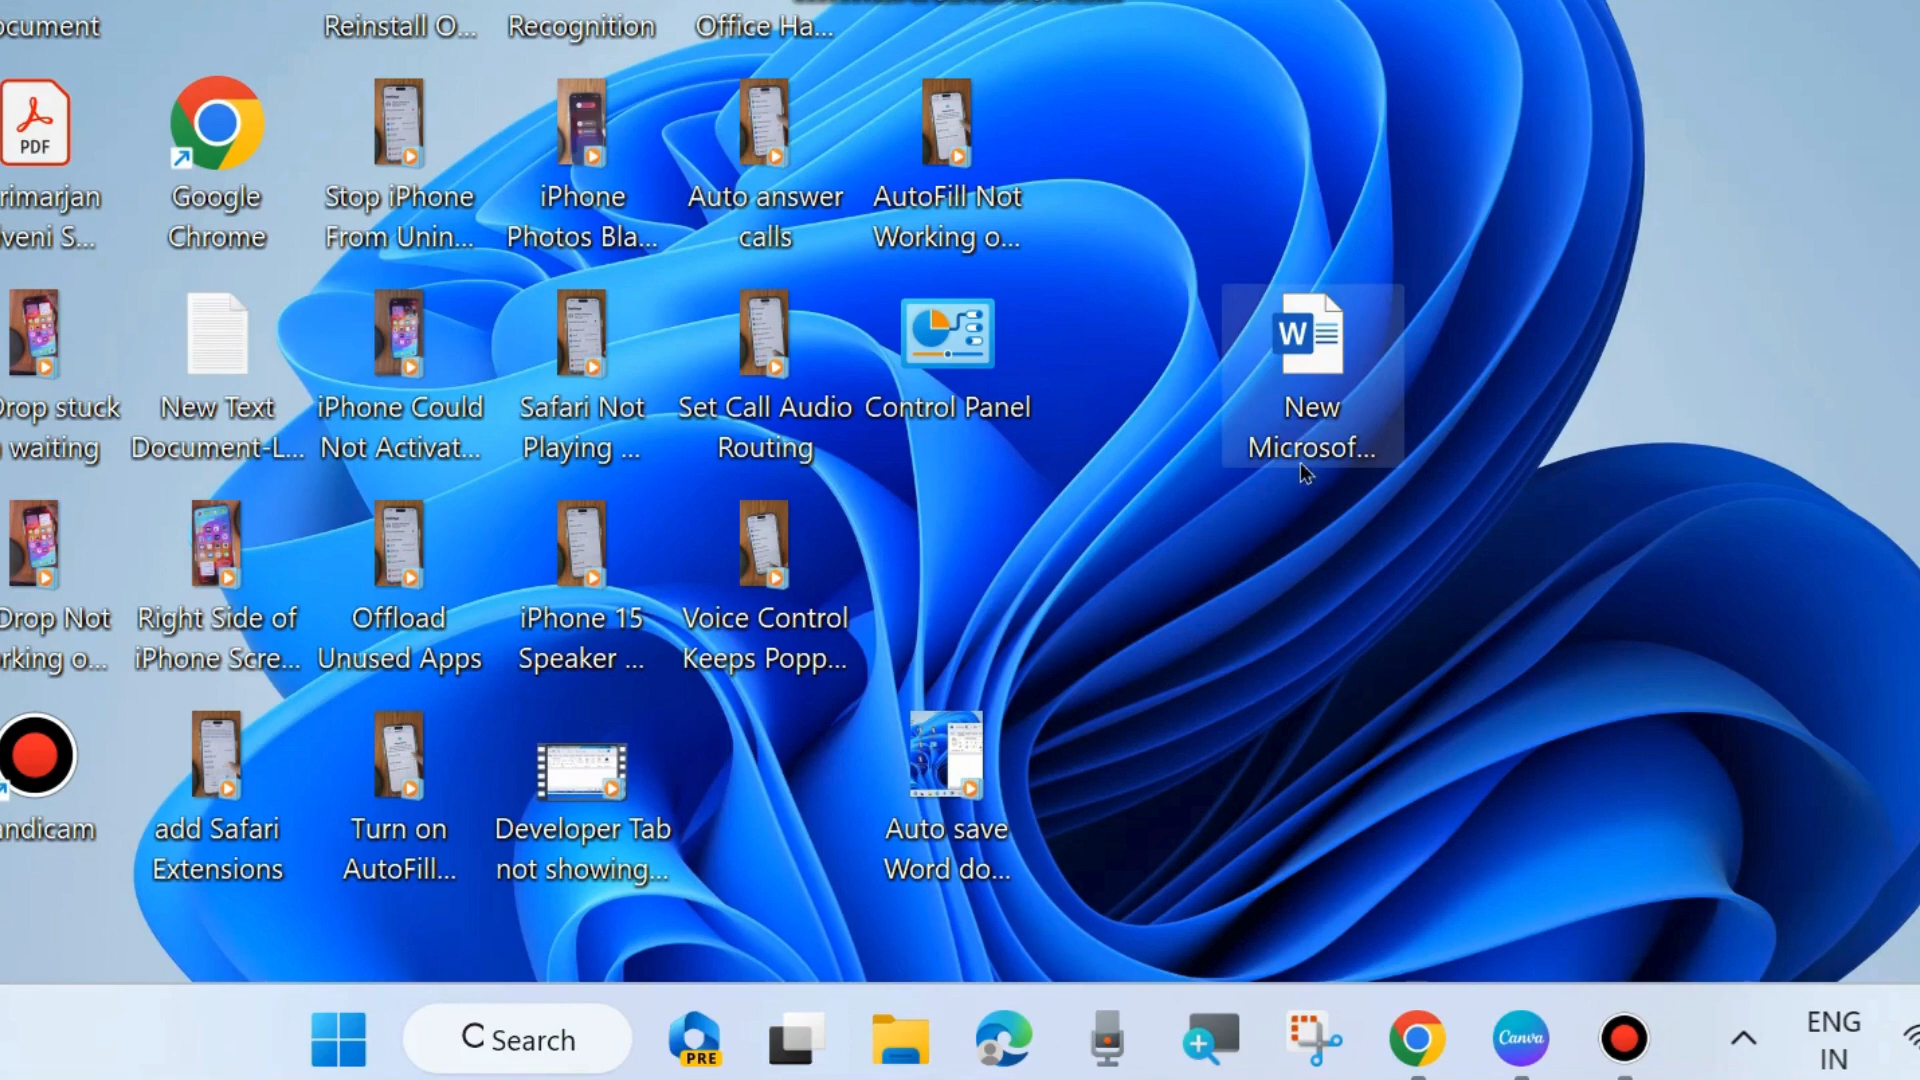 ocument
Reinstall O...
Recognition
Office Ha...
PDF
rimarjan
veni S...
Google
Chrome
Stop iPhone
From Unin...
iPhone
Photos Bla...
Auto answer
calls
AutoFill Not
Working o...
Drop stuck
waiting
New Text
Document-L...
iPhone Could
Not Activat...
Safari Not
Playing ...
Set Call Audio
Routing
Control Panel
W
New
Microsof...
Drop Not
rking o...
Right Side of
iPhone Scre...
Offload
Unused Apps
iPhone 15
Speaker ...
Voice Control
Keeps Popp...
andicam
add Safari
Extensions
Turn on
AutoFill...
Developer Tab
not showing...
Auto save
Word do...
Search
PRE
Canva
ENG
IN